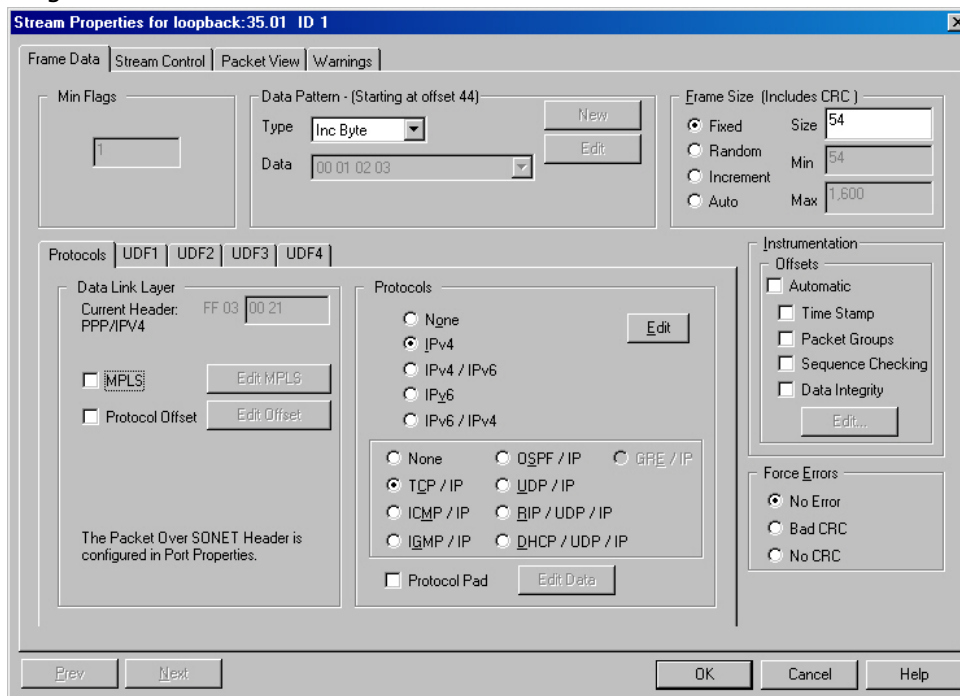 Stream Properties for loopback:35.01 ID 1
Frame Data Stream Control Packet View Warnings
Min Flags
1
Data Pattern - (Starting at offset 44)
Type Inc Byte
New
Data 00 01 02 03
Edit
Frame Size (Includes CRC )
Fixed Size 54
Random Min 54
Increment
Auto Max 1,600
Protocols UDF1 UDF2 UDF3 UDF4
Data Link Layer
Current Header: FF 03 00 21
PPP/IPV4
MPLS Edit MPLS
Protocol Offset Edit Offset
The Packet Over SONET Header is
configured in Port Properties.
Protocols
None
Edit
IPv4
IPv4 / IPv6
IPv6
IPv6 / IPv4
None OSPF / IP GRE / IP
TCP / IP UDP / IP
ICMP / IP RIP / UDP / IP
IGMP / IP DHCP / UDP / IP
Protocol Pad Edit Data
Instrumentation
Offsets
Automatic
Time Stamp
Packet Groups
Sequence Checking
Data Integrity
Edit...
Force Errors
No Error
Bad CRC
No CRC
Prev Next OK Cancel Help